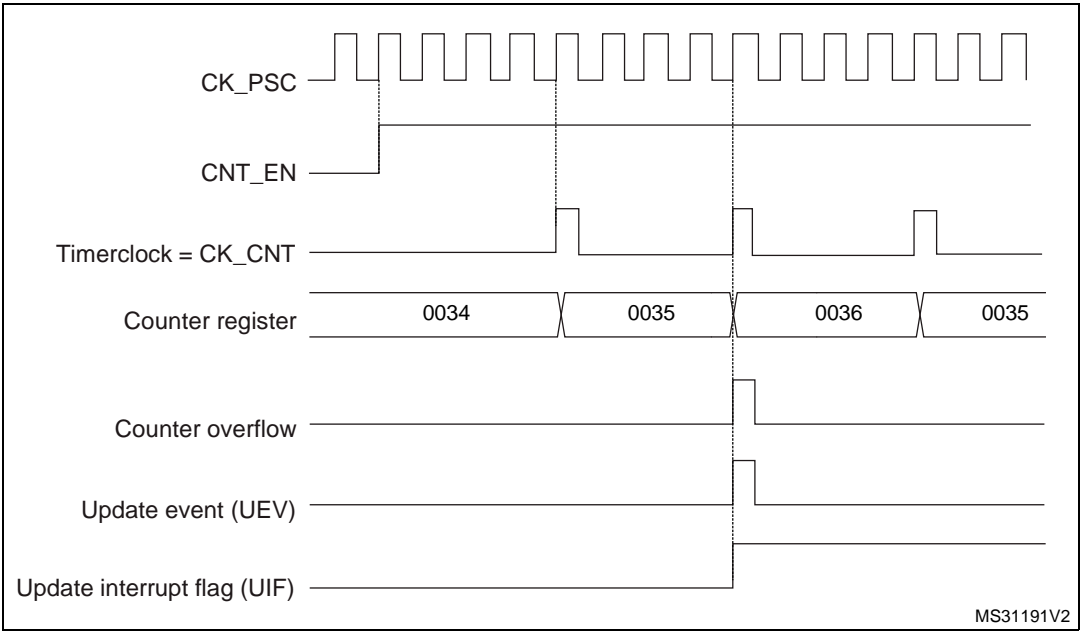 CK_PSC
CNT_EN
Timerclock = CK_CNT
Counter register
0034
0035
0036
0035
Counter overflow
Update event (UEV)
Update interrupt flag (UIF)
MS31191V2